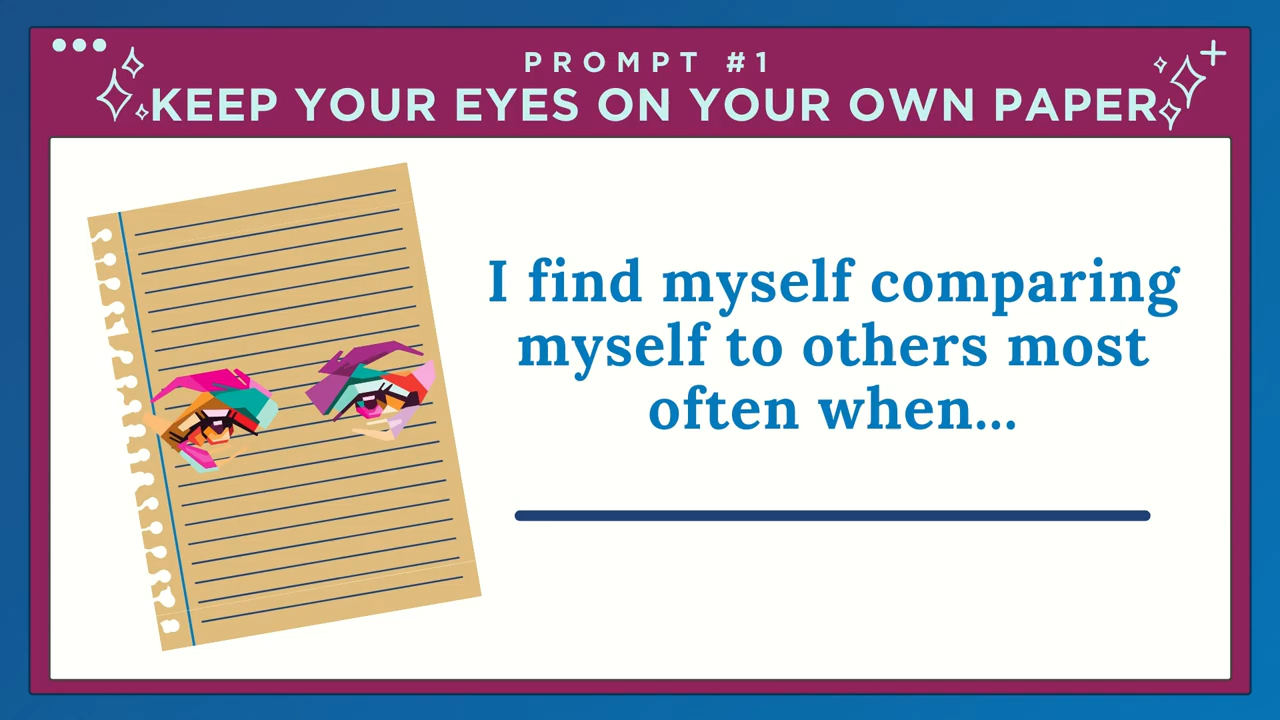 PROMPT #1
KEEP YOUR EYES ON YOUR OWN PAPER
I find myself comparing
myself to others most
often when...